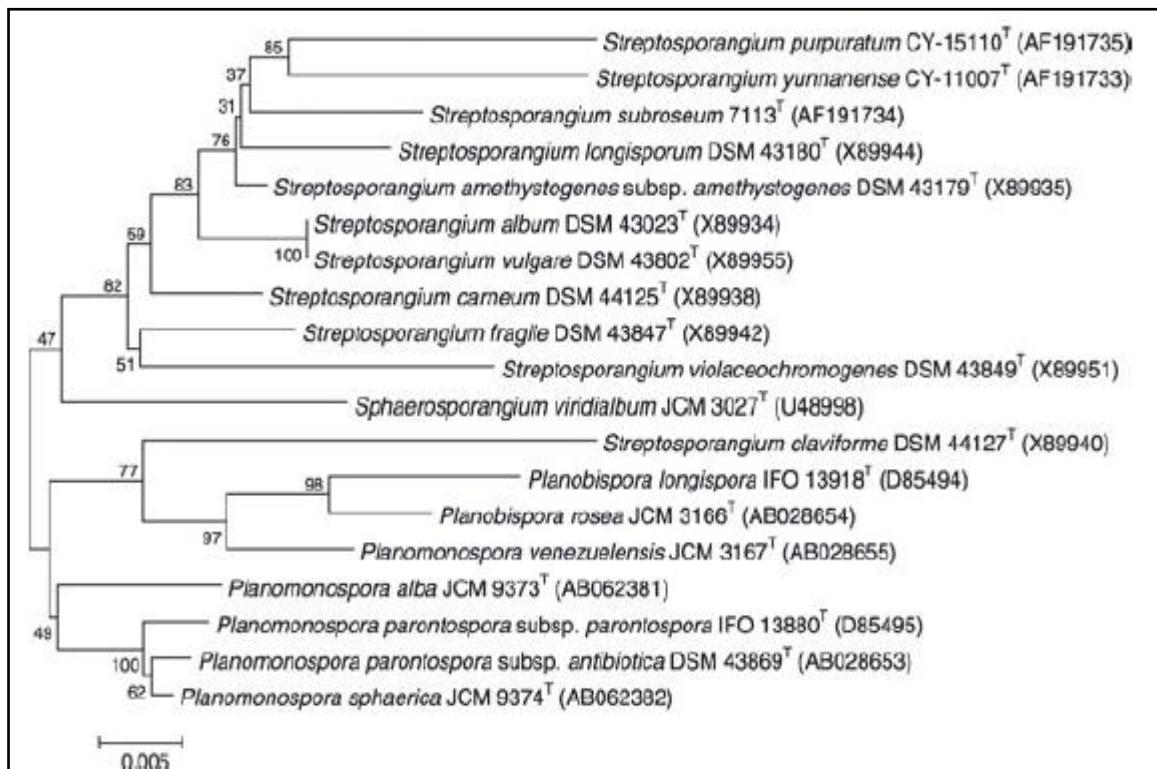 85
Streptosporangium purpuratum CY-15110T (AF191735)
37
Streptosporangium yunnanense CY-11007T (AF191733)
31
Streptosporangium subroseum 7113T (AF191734)
76
Streptosporangium longisporum DSM 43180T (X89944)
83
Streptosporangium amethystogenes subsp. amethystogenes DSM 43179T (X89935)
Streptosporangium album DSM 43023T (X89934)
59
100
Streptosporangium vulgare DSM 43802T (X89955)
82
Streptosporangium carneum DSM 44125T (X89938)
Streptosporangium fragile DSM 43847T (X89942)
47
51
Streptosporangium violaceochromogenes DSM 43849T (X89951)
Sphaerosporangium viridialbum JCM 3027T (U48998)
Streptosporangium claviforme DSM 44127T (X89940)
77
98
Planobispora longispora IFO 13918T (D85494)
Planobispora rosea JCM 3166T (AB028654)
97
Planomonospora venezuelensis JCM 3167T (AB028655)
Planomonospora alba JCM 9373T (AB062381)
49
Planomonospora parontospora subsp. parontospora IFO 13880T (D85495)
100
Planomonospora parontospora subsp. antibiotica DSM 43869T (AB028653)
62
Planomonospora sphaerica JCM 9374T (AB062382)
0.005